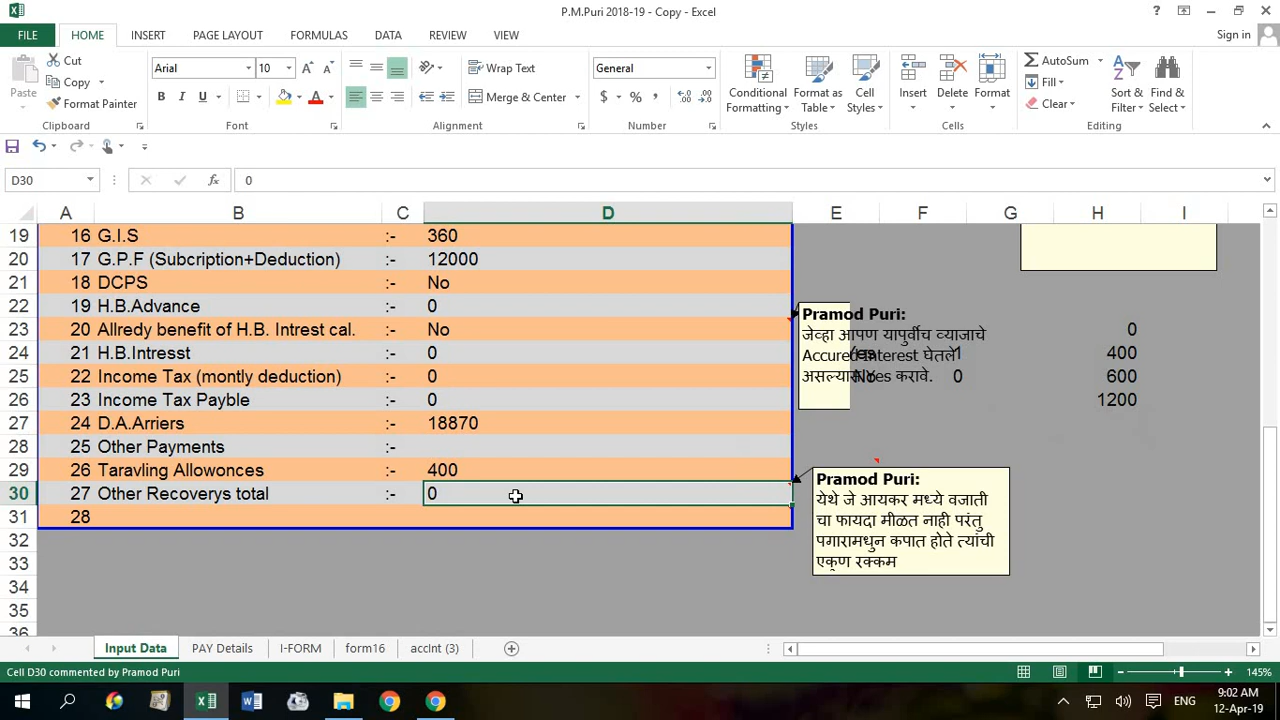 P.M.Puri 2018-19 - Copy - Excel
FILE HOME INSERT PAGE LAYOUT FORMULAS DATA REVIEW VIEW Sign in
Paste Cut Copy Format Painter
Arial 10 Wrap Text Merge & Center General
Conditional Formatting Format as Table Cell Styles Insert Delete Format AutoSum Fill Clear Sort & Filter Find & Select
Clipboard Font Alignment Number Styles Cells Editing
D30 fx 0
A B C D E F G H I
19 16 G.I.S :- 360
20 17 G.P.F (Subcription+Deduction) :- 12000
21 18 DCPS :- No
22 19 H.B.Advance :- 0
23 20 Allredy benefit of H.B. Intrest cal. :- No 0
24 21 H.B.Intresst :- 0 1 400
25 22 Income Tax (montly deduction) :- 0 No 0 600
26 23 Income Tax Payble :- 0 1200
27 24 D.A.Arriers :- 18870
28 25 Other Payments :-
29 26 Taravling Allowonces :- 400
30 27 Other Recoverys total :- 0
31 28
32
33
34
35
36
Pramod Puri:
जेव्हा आपण यापुर्वीच व्याजाचे
Accured Interest घेतले
असल्यास Yes करावे.
Pramod Puri:
येथे जे आयकर मध्ये वजाती
चा फायदा मीळत नाही परंतु
पगारामधुन कपात होते त्यांची
एकूण रक्कम
Input Data PAY Details I-FORM form16 accInt (3)
Cell D30 commented by Pramod Puri 145%
ENG 9:02 AM
12-Apr-19